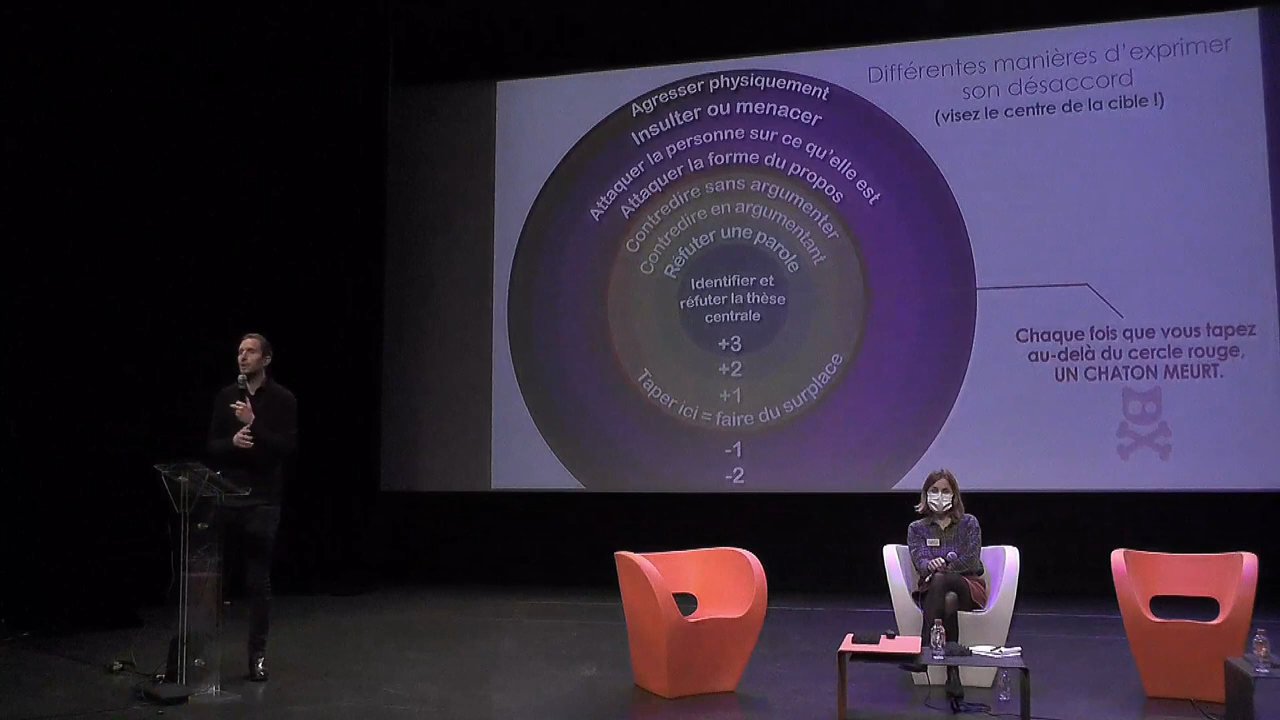 Différentes manières d'exprimer
son désaccord
(visez le centre de la cible !)
Agresser physiquement
Insulter ou menacer
Attaquer la personne sur ce qu'elle est
Attaquer la forme du propos
Contredire sans argumenter
Contredire en argumentant
Réfuter une parole
Identifier et
réfuter la thèse
centrale
+3
+2
+1
Taper ici = faire du surplace
-1
-2
Chaque fois que vous tapez
au-delà du cercle rouge,
UN CHATON MEURT.